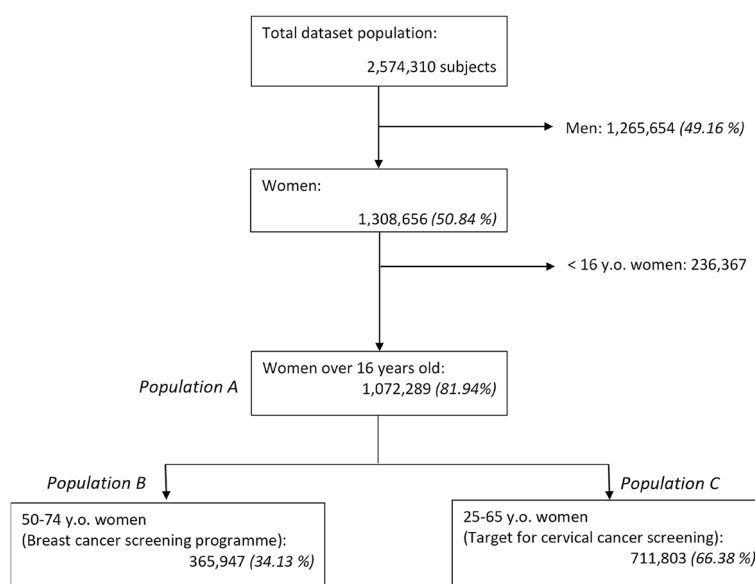 Total dataset population:
2,574,310 subjects
Men: 1,265,654 (49.16 %)
Women:
1,308,656 (50.84 %)
< 16 y.o. women: 236,367
Women over 16 years old:
Population A
1,072,289 (81.94%)
Population B
Population C
50-74 y.o. women
(Breast cancer screening programme):
365,947 (34.13 %)
25-65 y.o. women
(Target for cervical cancer screening):
711,803 (66.38 %)